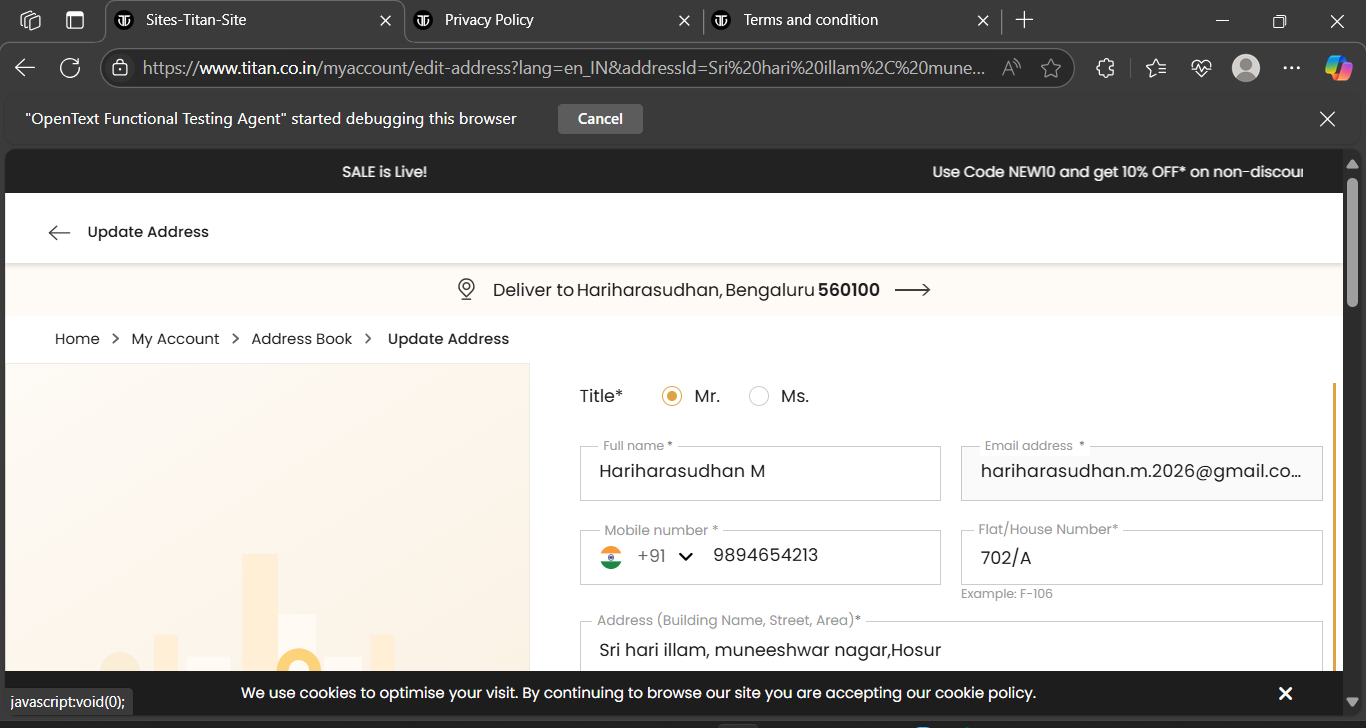 Sites-Titan-Site
Privacy Policy
Terms and condition
https://www.titan.co.in/myaccount/edit-address?lang=en_IN&addressId=Sri%20hari%20illam%2C%20mune...
"OpenText Functional Testing Agent" started debugging this browser
Cancel
SALE is Live!
Use Code NEW10 and get 10% OFF* on non-discou
Update Address
Deliver to Hariharasudhan, Bengaluru 560100
Home > My Account > Address Book > Update Address
Title*
Mr.
Ms.
Full name *
Hariharasudhan M
Email address *
hariharasudhan.m.2026@gmail.co...
Mobile number *
+91
9894654213
Flat/House Number*
702/A
Example: F-106
Address (Building Name, Street, Area)*
Sri hari illam, muneeshwar nagar,Hosur
We use cookies to optimise your visit. By continuing to browse our site you are accepting our cookie policy.
javascript:void(0);